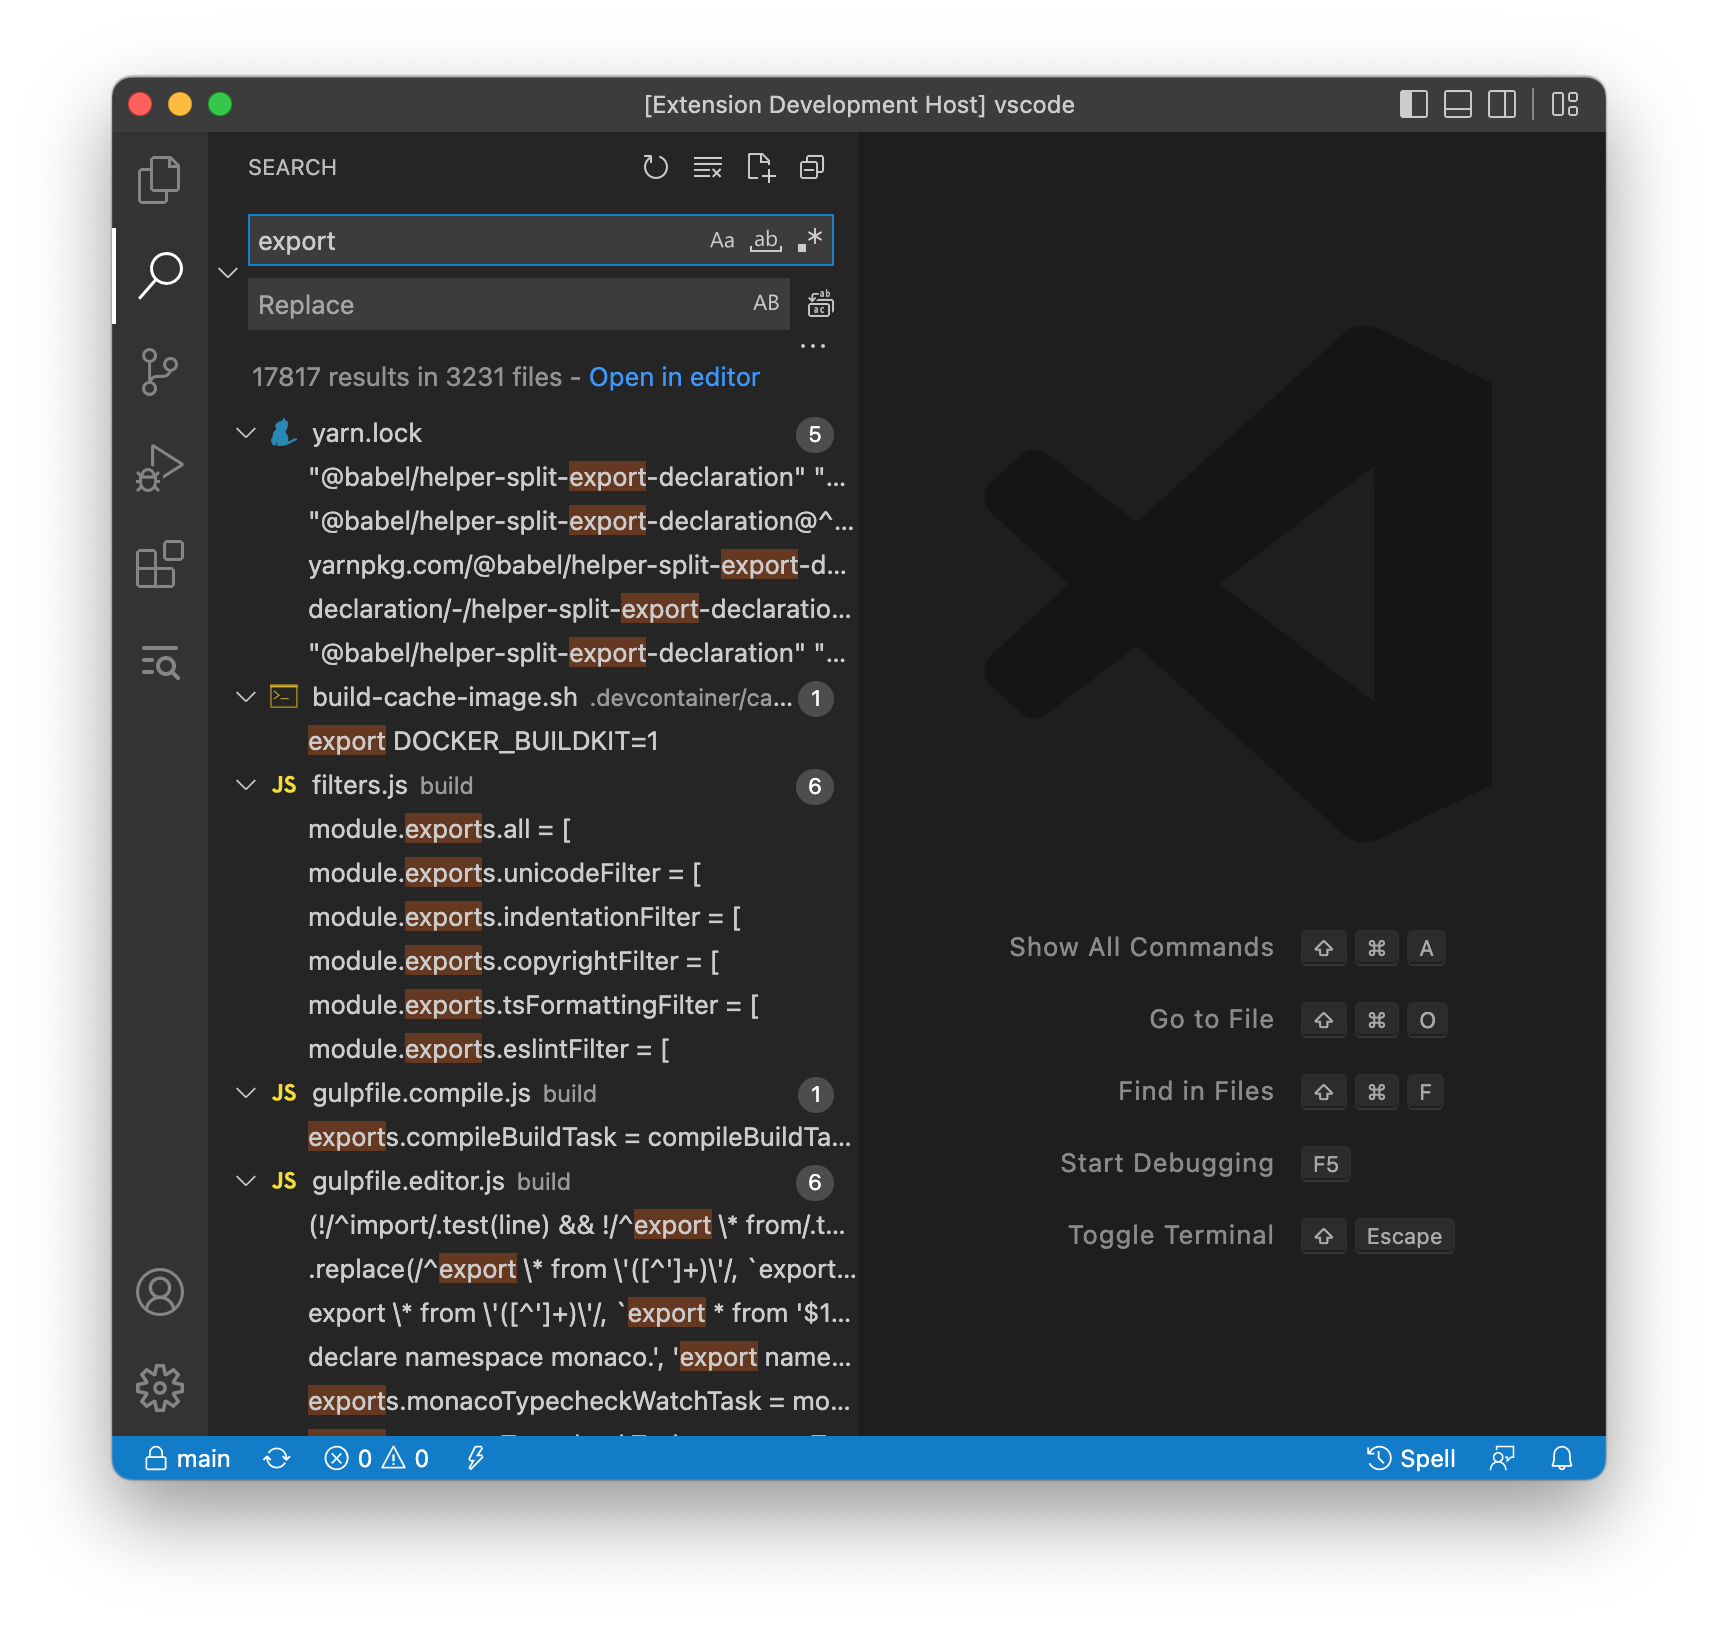 [Extension Development Host] vscode
SEARCH
export Aa ab .*
Replace AB
...
17817 results in 3231 files - Open in editor
yarn.lock 5
"@babel/helper-split-export-declaration" "...
"@babel/helper-split-export-declaration@^...
yarnpkg.com/@babel/helper-split-export-d...
declaration/-/helper-split-export-declaratio...
"@babel/helper-split-export-declaration" "...
build-cache-image.sh .devcontainer/ca... 1
export DOCKER_BUILDKIT=1
JS filters.js build 6
module.exports.all = [
module.exports.unicodeFilter = [
module.exports.indentationFilter = [
module.exports.copyrightFilter = [
module.exports.tsFormattingFilter = [
module.exports.eslintFilter = [
JS gulpfile.compile.js build 1
exports.compileBuildTask = compileBuildTa...
JS gulpfile.editor.js build 6
(!/^import/.test(line) && !/^export \* from/.t...
.replace(/^export \* from \'([^']+)\'/, `export...
export \* from \'([^']+)\'/, `export * from '$1...
declare namespace monaco.', 'export name...
exports.monacoTypecheckWatchTask = mo...
Show All Commands ⇧ ⌘ A
Go to File ⇧ ⌘ O
Find in Files ⇧ ⌘ F
Start Debugging F5
Toggle Terminal ⇧ Escape
main 0 0 Spell